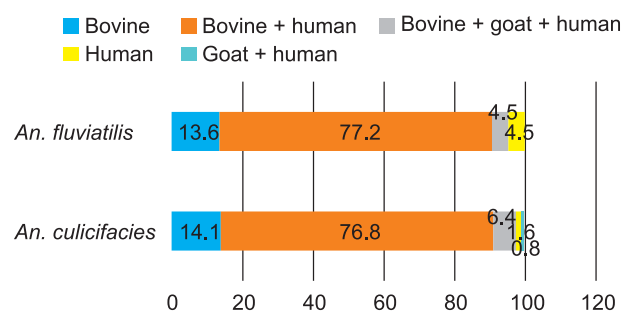 Bovine Bovine + human Bovine + goat + human
Human Goat + human
An. fluviatilis 13.6 77.2 4.5 4.5
An. culicifacies 14.1 76.8 6.4 1.6 0.8
0 20 40 60 80 100 120